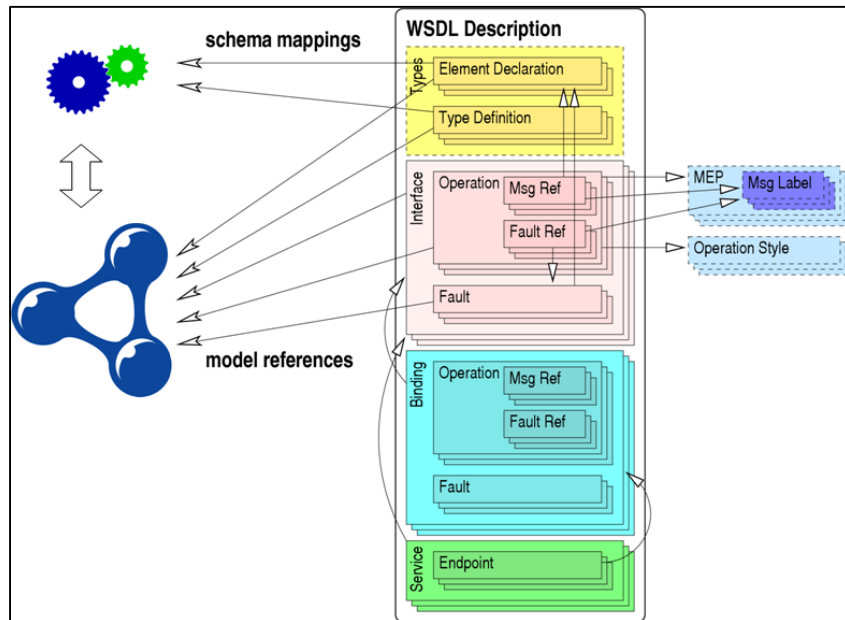 WSDL Description
schema mappings
Types
Element Declaration
Type Definition
Interface
Operation
Msg Ref
Fault Ref
Fault
MEP
Msg Label
Operation Style
model references
Binding
Operation
Msg Ref
Fault Ref
Fault
Service
Endpoint